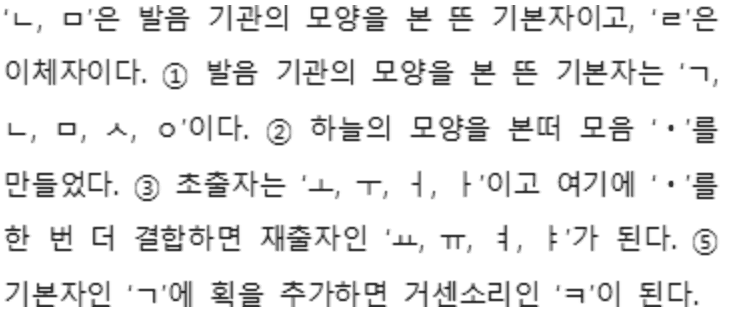 ‘ㄴ, ㅁ’은 발음 기관의 모양을 본 뜬 기본자이고, ‘ㄹ’은
이체자이다. ① 발음 기관의 모양을 본 뜬 기본자는 ‘ㄱ,
ㄴ, ㅁ, ㅅ, ㅇ’이다. ② 하늘의 모양을 본떠 모음 ‘ㆍ’를
만들었다. ③ 초출자는 ‘ㅗ, ㅜ, ㅓ, ㅏ’이고 여기에 ‘ㆍ’를
한 번 더 결합하면 재출자인 ‘ㅛ, ㅠ, ㅕ, ㅑ’가 된다. ⑤
기본자인 ‘ㄱ’에 획을 추가하면 거센소리인 ‘ㅋ’이 된다.